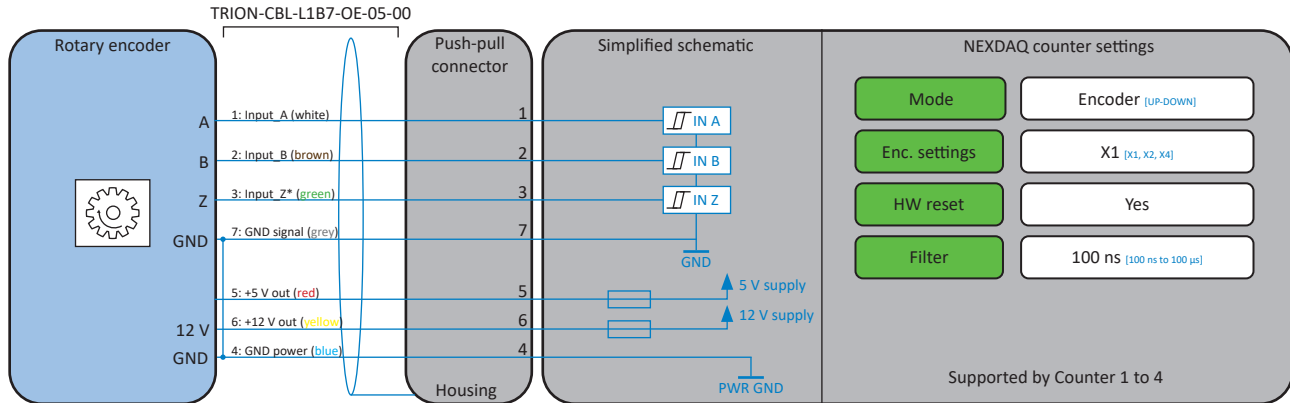 TRION-CBL-L1B7-OE-05-00
Rotary encoder
Push-pull
connector
Simplified schematic
NEXDAQ counter settings
A
1: Input_A (white)
1
IN A
B
2: Input_B (brown)
2
IN B
Z
3: Input_Z* (green)
3
IN Z
GND
7: GND signal (grey)
7
GND
5: +5 V out (red)
5
5 V supply
12 V
6: +12 V out (yellow)
6
12 V supply
GND
4: GND power (blue)
4
PWR GND
Housing
Mode
Encoder [UP-DOWN]
Enc. settings
X1 [X1, X2, X4]
HW reset
Yes
Filter
100 ns [100 ns to 100 µs]
Supported by Counter 1 to 4